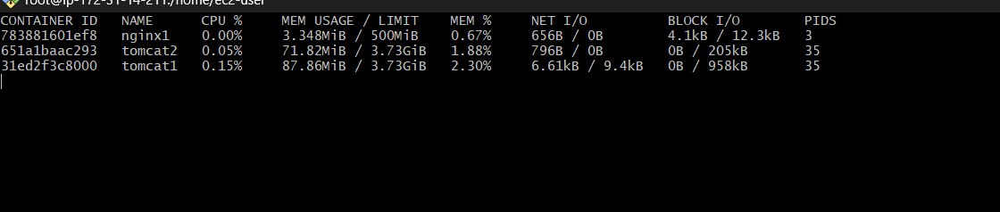 root@ip-172-31-14-211:/home/ec2-user
CONTAINER ID NAME CPU % MEM USAGE / LIMIT MEM % NET I/O BLOCK I/O PIDS
783881601ef8 nginx1 0.00% 3.348MiB / 500MiB 0.67% 656B / 0B 4.1kB / 12.3kB 3
651a1baac293 tomcat2 0.05% 71.82MiB / 3.73GiB 1.88% 796B / 0B 0B / 205kB 35
31ed2f3c8000 tomcat1 0.15% 87.86MiB / 3.73GiB 2.30% 6.61kB / 9.4kB 0B / 958kB 35